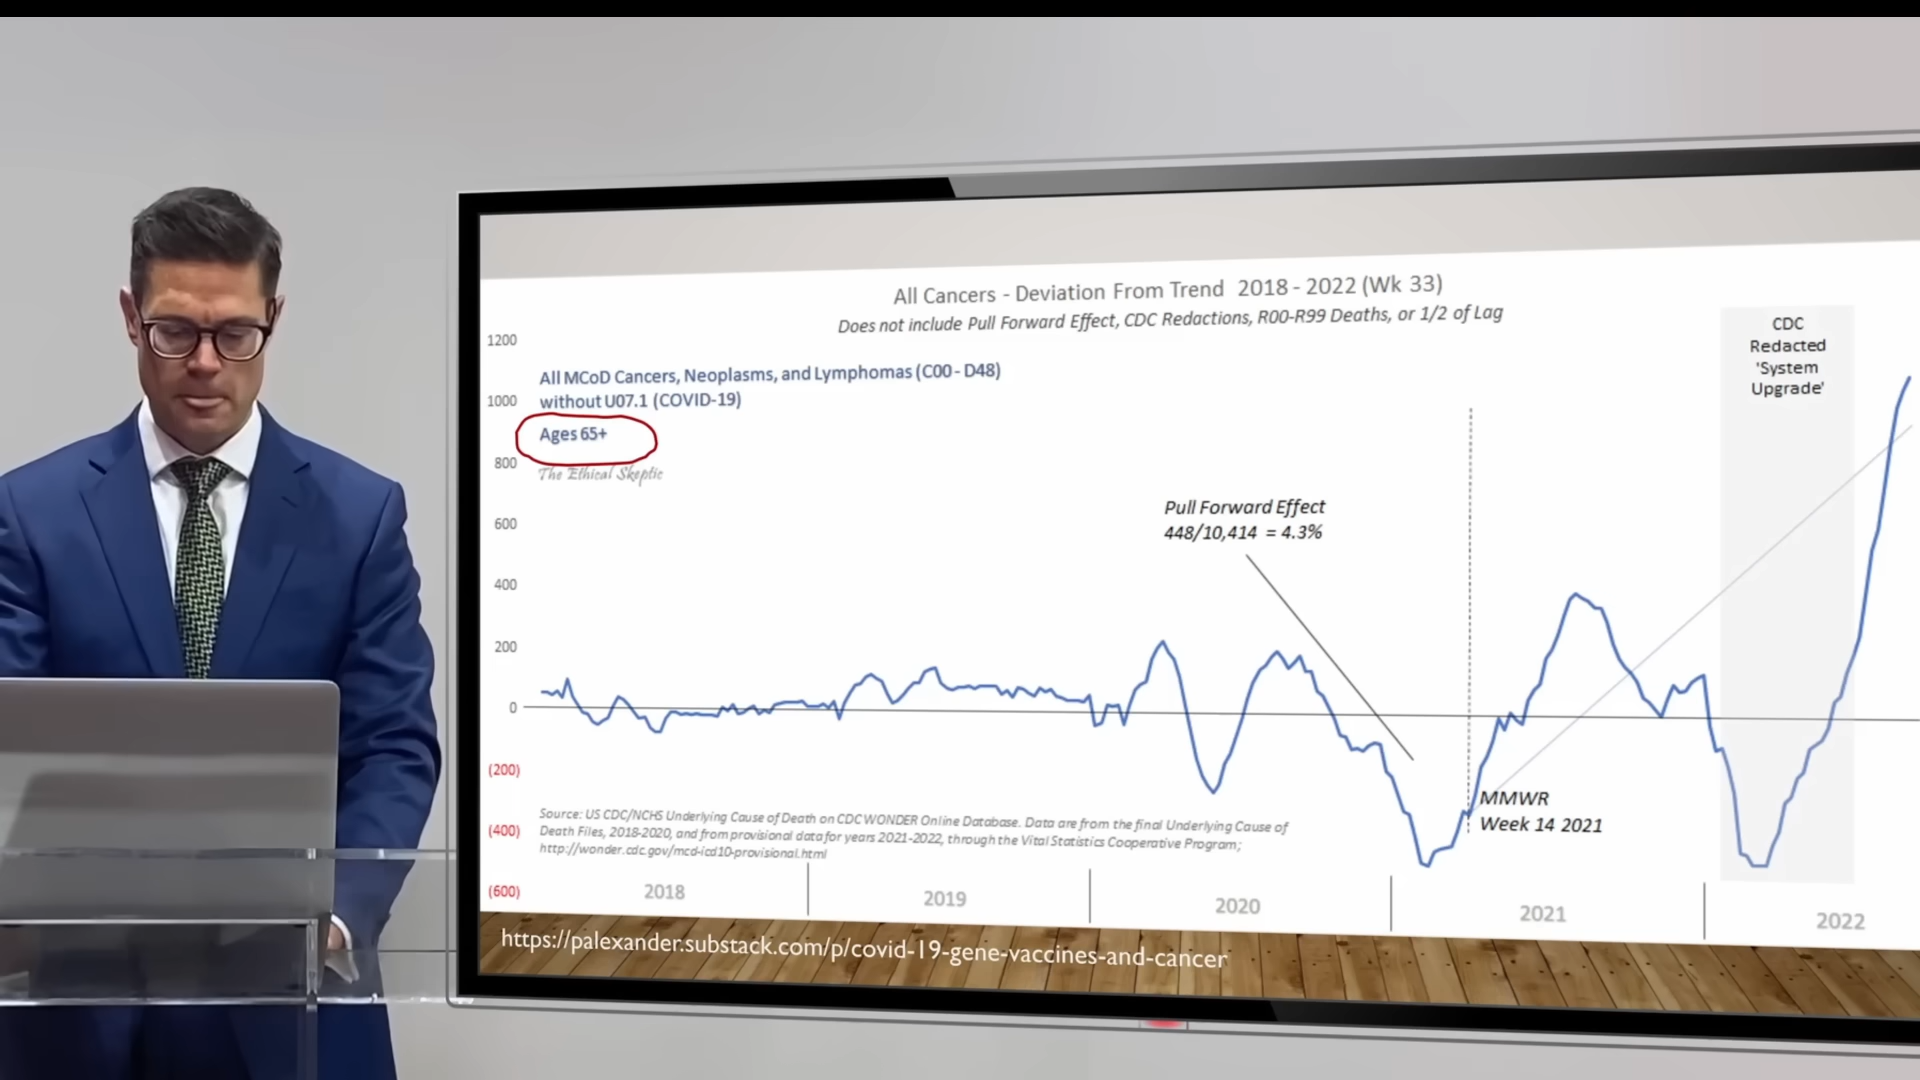 All Cancers - Deviation From Trend 2018 - 2022 (Wk 33)
Does not include Pull Forward Effect, CDC Redactions, R00-R99 Deaths, or 1/2 of Lag
1200
1000
800
600
400
200
0
(200)
(400)
(600)
All MCoD Cancers, Neoplasms, and Lymphomas (C00 - D48)
without U07.1 (COVID-19)
Ages 65+
The Ethical Skeptic
Pull Forward Effect
448/10,414 = 4.3%
CDC
Redacted
'System
Upgrade'
MMWR
Week 14 2021
Source: US CDC/NCHS Underlying Cause of Death on CDC WONDER Online Database. Data are from the final Underlying Cause of
Death Files, 2018-2020, and from provisional data for years 2021-2022, through the Vital Statistics Cooperative Program;
http://wonder.cdc.gov/mcd-icd10-provisional.html
2018
2019
2020
2021
2022
https://palexander.substack.com/p/covid-19-gene-vaccines-and-cancer